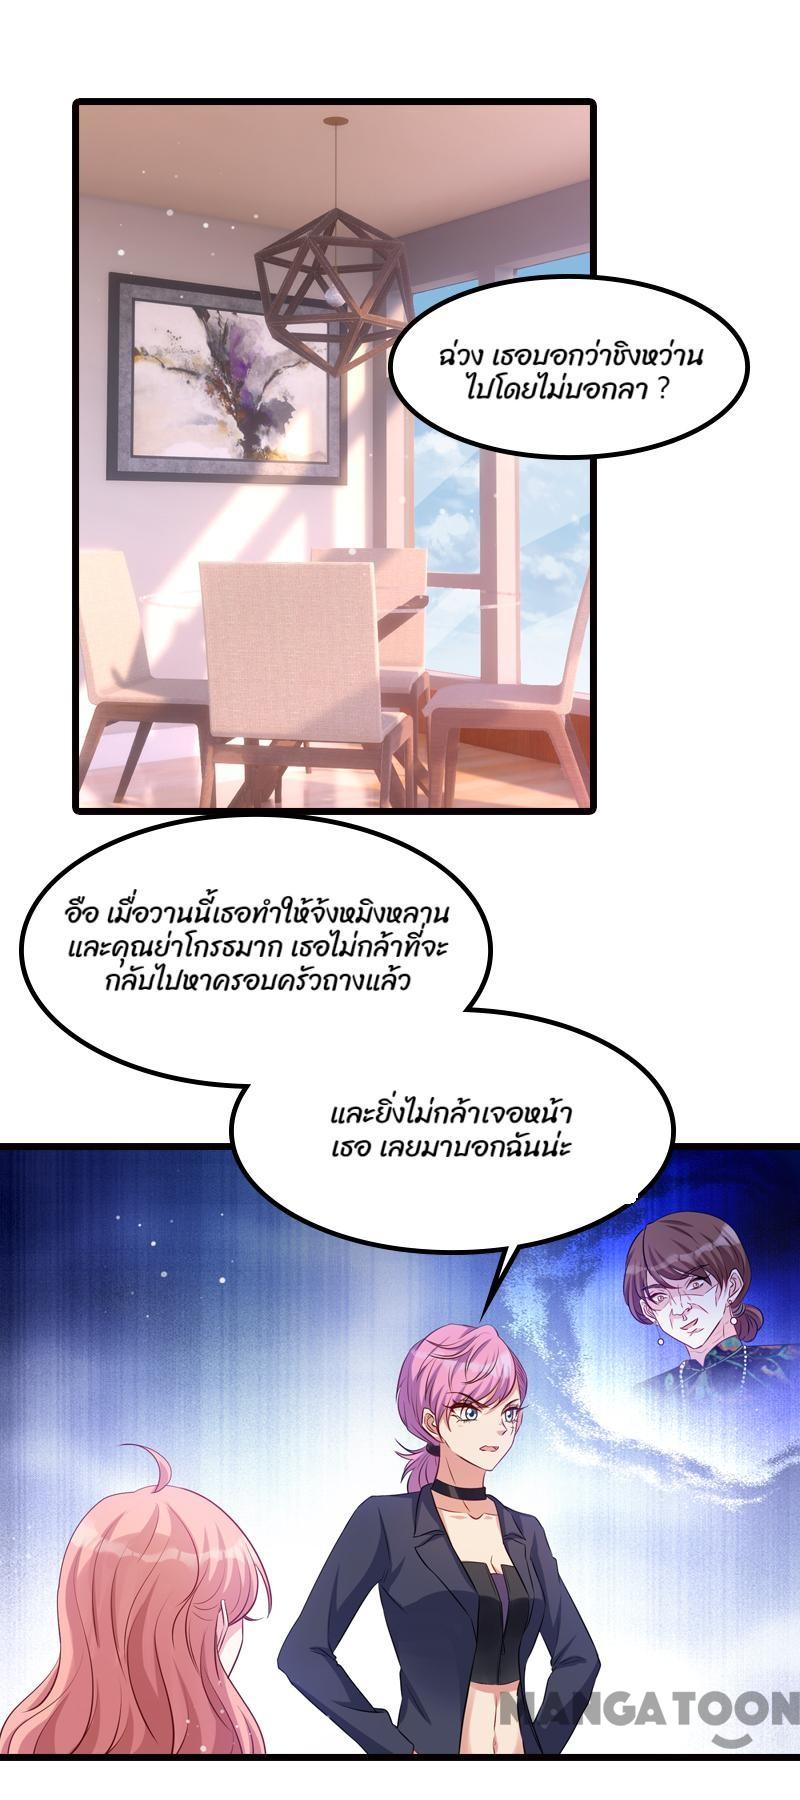 ฉ่วง เธอบอกว่าชิงหว่าน
ไปโดยไม่บอกลา ?
อือ เมื่อวานนี้เธอทำให้จ้งหมิงหลาน
และคุณย่าโกรธมาก เธอไม่กล้าที่จะ
กลับไปหาครอบครัวถางแล้ว
และยิ่งไม่กล้าเจอหน้า
เธอ เลยมาบอกฉันน่ะ
MANGATOON